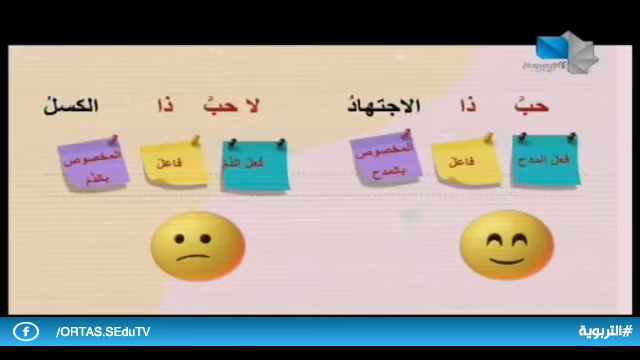 حبَّ ذا الاجتهادُ
لا حبَّ ذا الكسلُ
فعل المدح
فاعل
المخصوص بالمدح
فعل الذم
فاعل
المخصوص بالذم
#التربوية
/ORTAS.SEduTV